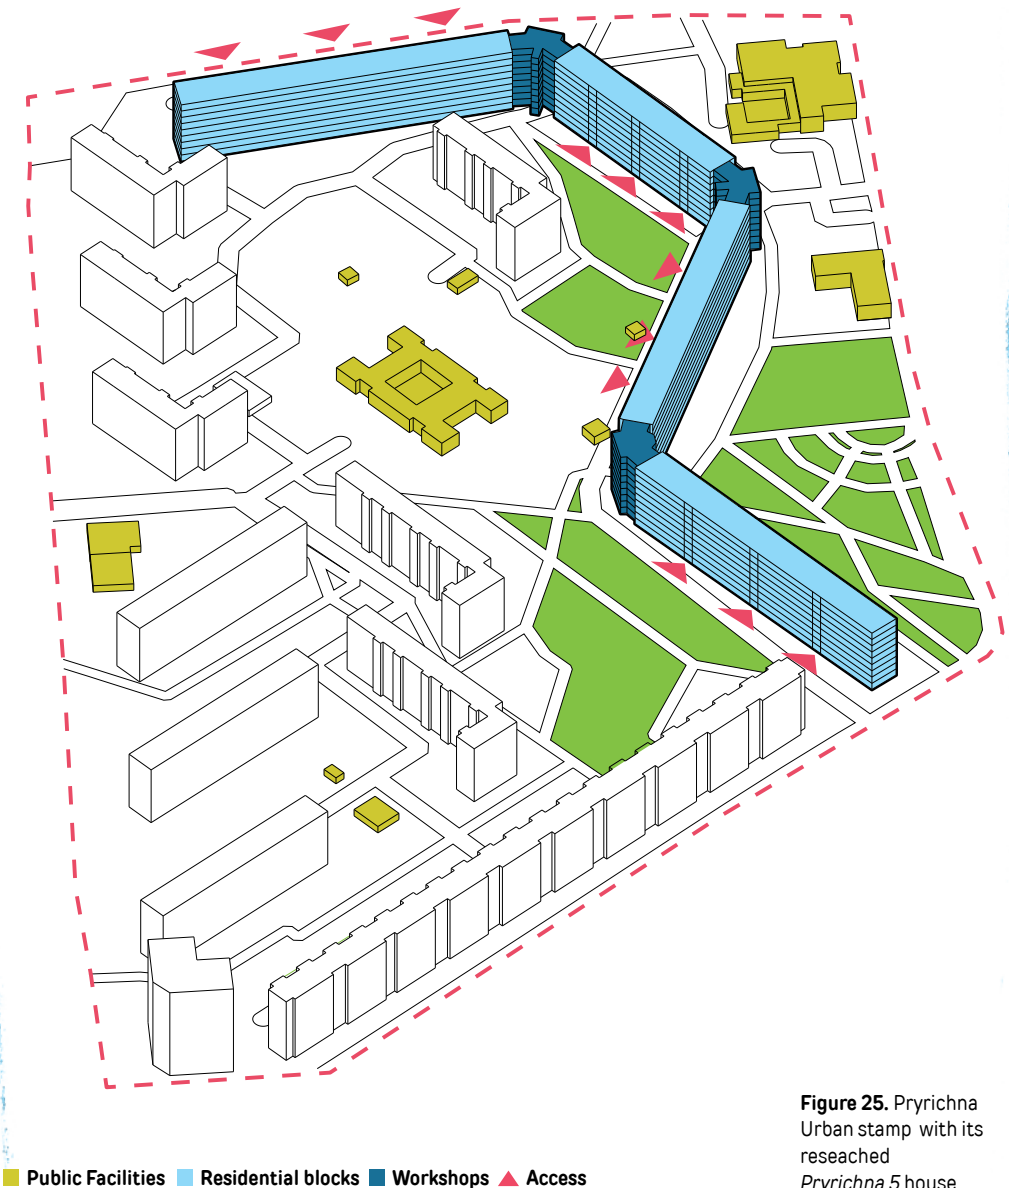 Figure 25. Pryrichna
Urban stamp with its
reseached
Pryrichna 5 house
Public Facilities Residential blocks Workshops Access